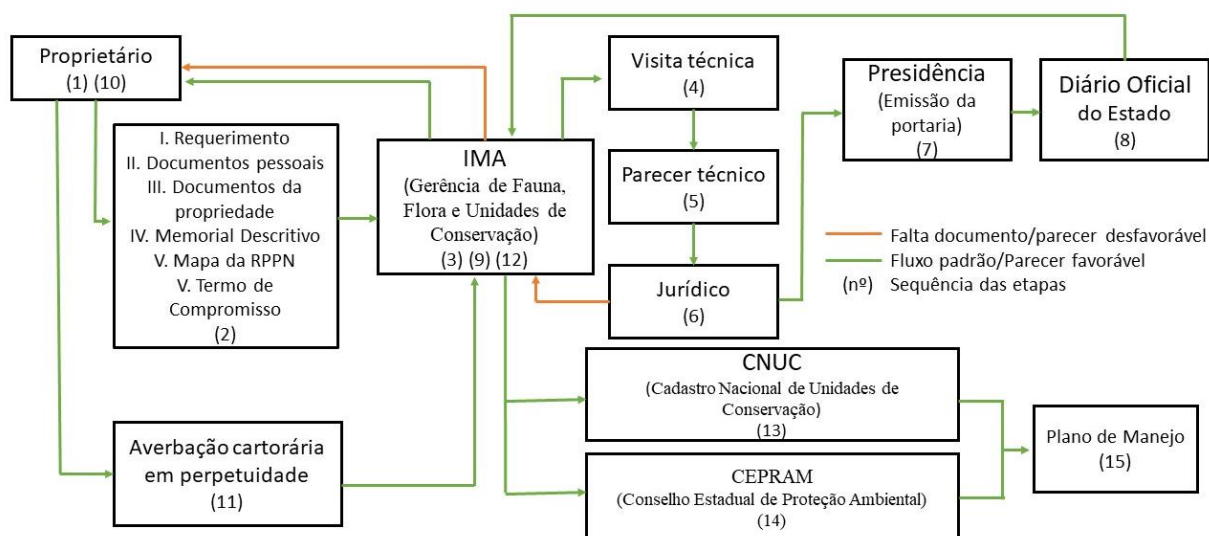 Proprietário
(1) (10)
I. Requerimento
II. Documentos pessoais
III. Documentos da
propriedade
IV. Memorial Descritivo
V. Mapa da RPPN
V. Termo de
Compromisso
(2)
Averbação cartorária
em perpetuidade
(11)
IMA
(Gerência de Fauna,
Flora e Unidades de
Conservação)
(3) (9) (12)
Visita técnica
(4)
Parecer técnico
(5)
Jurídico
(6)
Presidência
(Emissão da
portaria)
(7)
Diário Oficial
do Estado
(8)
Falta documento/parecer desfavorável
Fluxo padrão/Parecer favorável
(nº) Sequência das etapas
CNUC
(Cadastro Nacional de Unidades de
Conservação)
(13)
CEPRAM
(Conselho Estadual de Proteção Ambiental)
(14)
Plano de Manejo
(15)